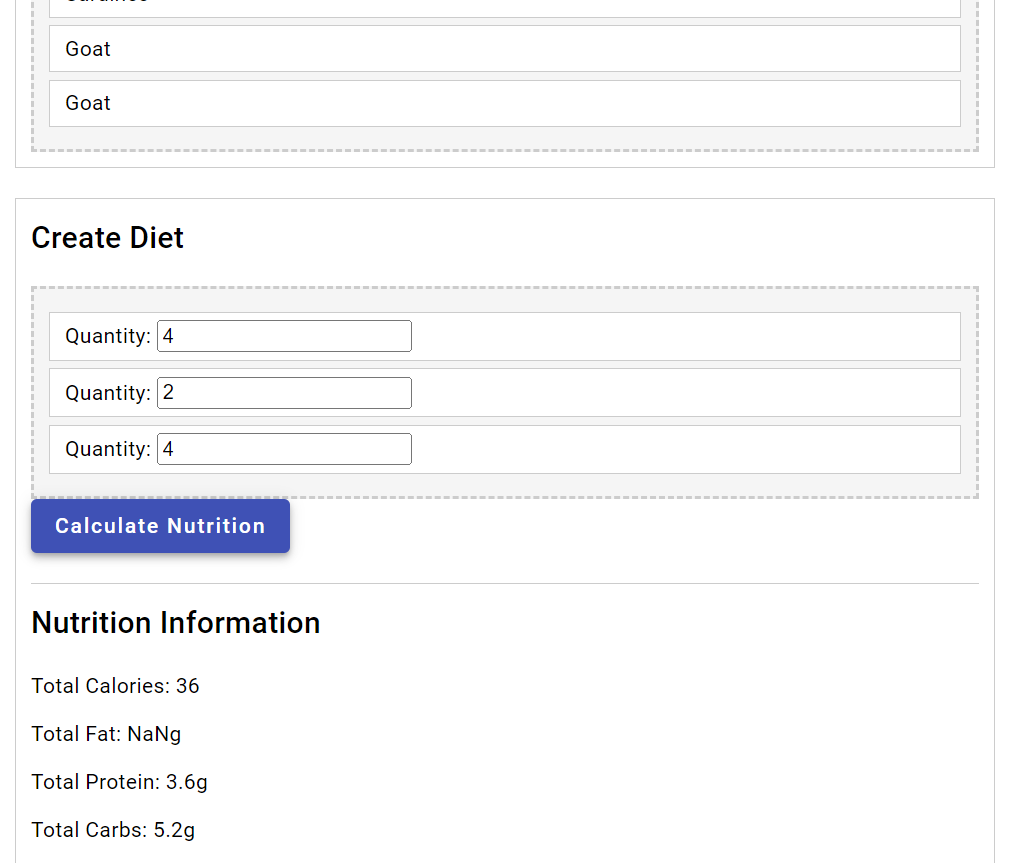 Goat
Goat
Create Diet
Quantity: 4
Quantity: 2
Quantity: 4
Calculate Nutrition
Nutrition Information
Total Calories: 36
Total Fat: NaNg
Total Protein: 3.6g
Total Carbs: 5.2g